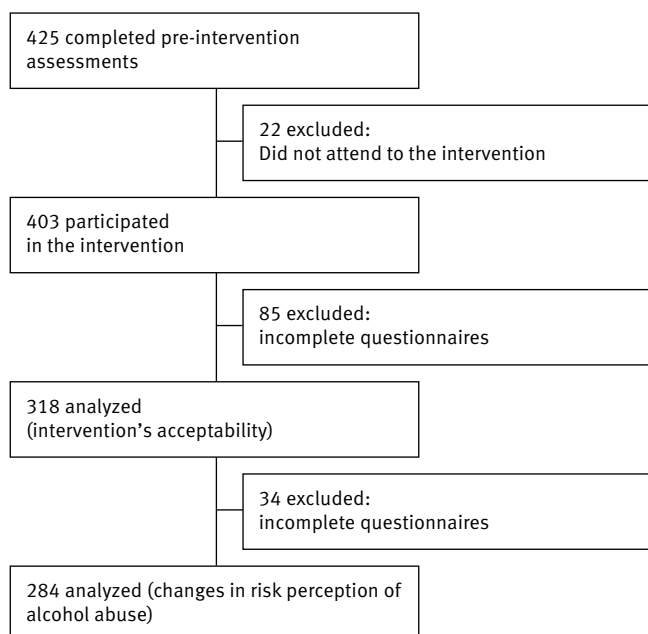 425 completed pre-intervention
assessments
22 excluded:
Did not attend to the intervention
403 participated
in the intervention
85 excluded:
incomplete questionnaires
318 analyzed
(intervention’s acceptability)
34 excluded:
incomplete questionnaires
284 analyzed (changes in risk perception of
alcohol abuse)